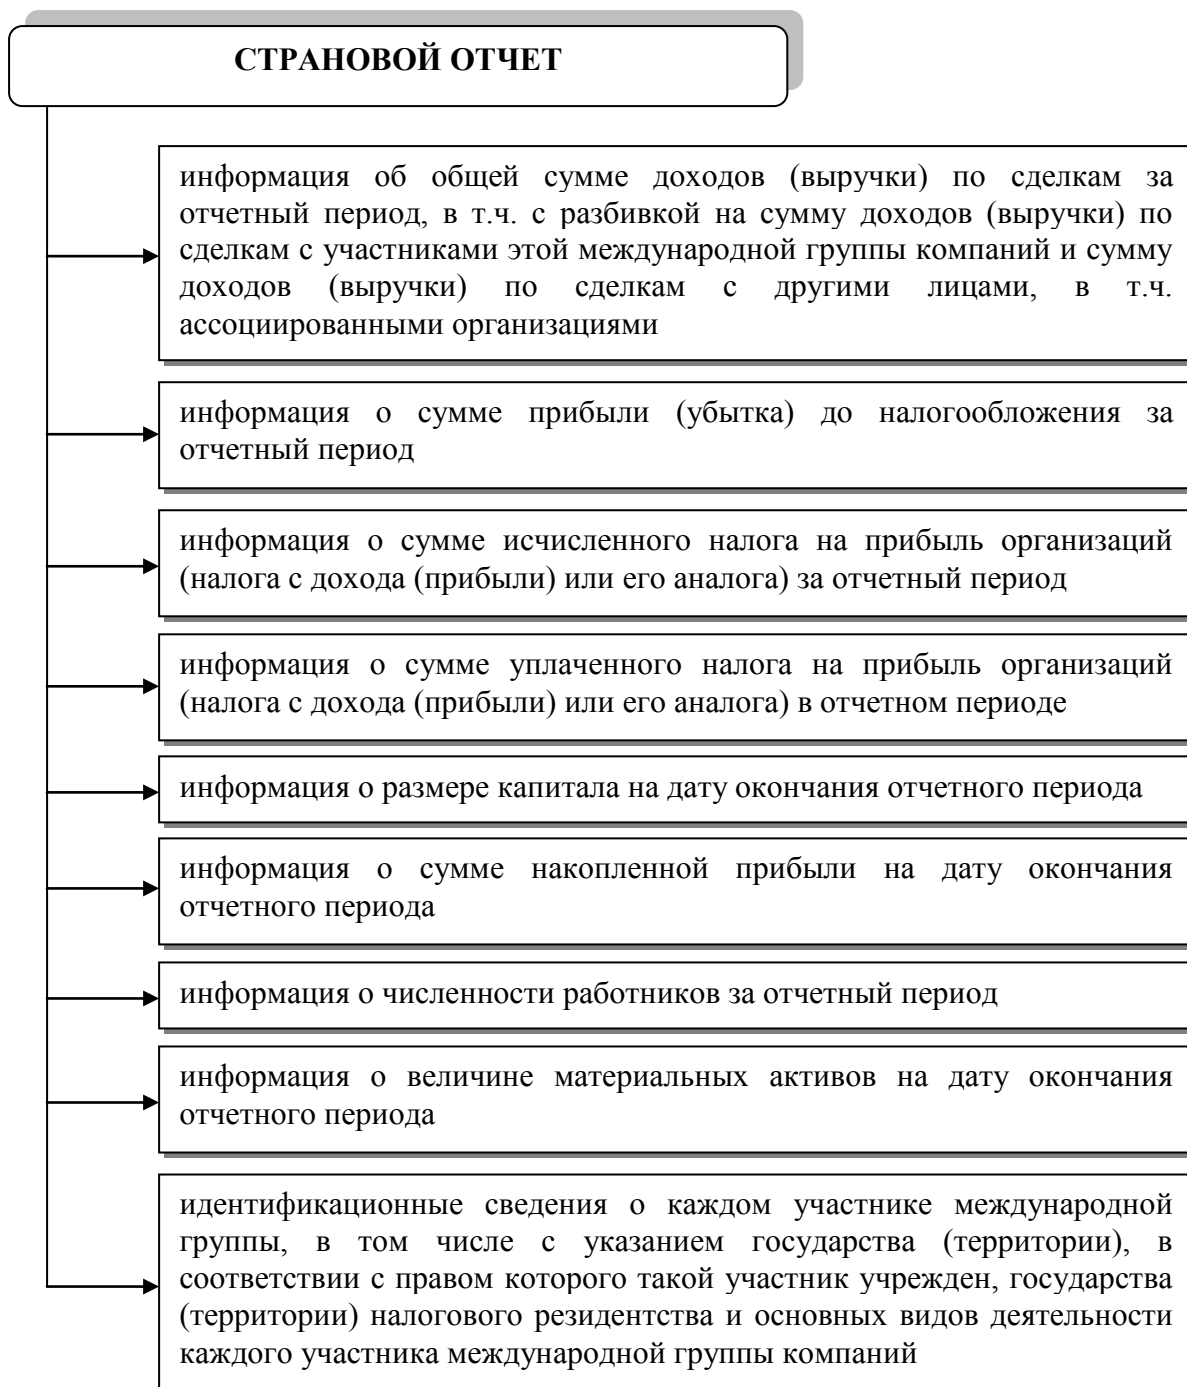 СТРАНОВОЙ ОТЧЕТ
информация об общей сумме доходов (выручки) по сделкам за
отчетный период, в т.ч. с разбивкой на сумму доходов (выручки) по
сделкам с участниками этой международной группы компаний и сумму
доходов (выручки) по сделкам с другими лицами, в т.ч.
ассоциированными организациями
информация о сумме прибыли (убытка) до налогообложения за
отчетный период
информация о сумме исчисленного налога на прибыль организаций
(налога с дохода (прибыли) или его аналога) за отчетный период
информация о сумме уплаченного налога на прибыль организаций
(налога с дохода (прибыли) или его аналога) в отчетном периоде
информация о размере капитала на дату окончания отчетного периода
информация о сумме накопленной прибыли на дату окончания
отчетного периода
информация о численности работников за отчетный период
информация о величине материальных активов на дату окончания
отчетного периода
идентификационные сведения о каждом участнике международной
группы, в том числе с указанием государства (территории), в
соответствии с правом которого такой участник учрежден, государства
(территории) налогового резидентства и основных видов деятельности
каждого участника международной группы компаний